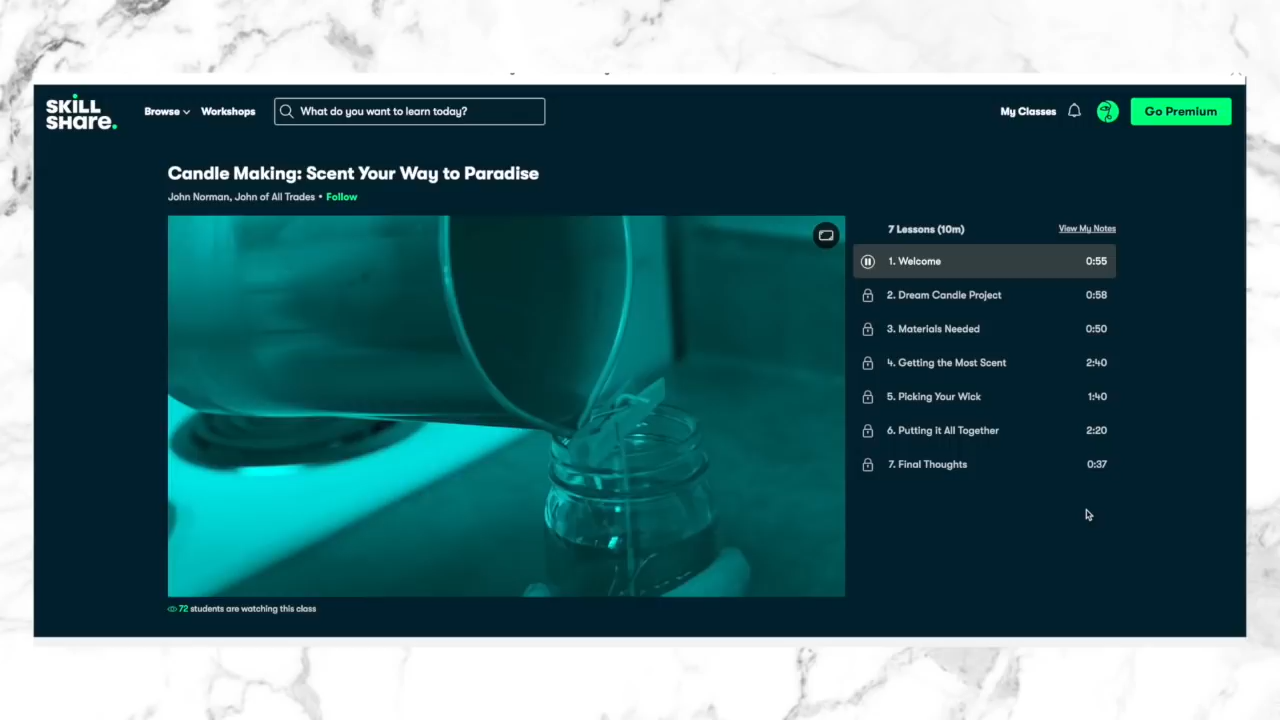 SKiLL
SHare.
Browse
Workshops
What do you want to learn today?
My Classes
Go Premium
Candle Making: Scent Your Way to Paradise
John Norman, John of All Trades • Follow
7 Lessons (10m)
View My Notes
1. Welcome 0:55
2. Dream Candle Project 0:58
3. Materials Needed 0:50
4. Getting the Most Scent 2:40
5. Picking Your Wick 1:40
6. Putting it All Together 2:20
7. Final Thoughts 0:37
72 students are watching this class